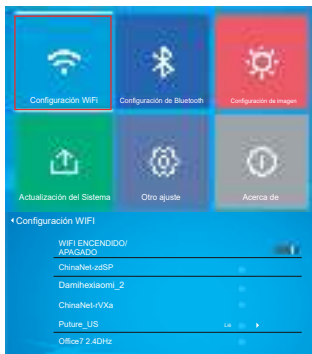 Configuración WiFi
Configuración de Bluetooth
Configuración de imagen
Actualización del Sistema
Otro ajuste
Acerca de
Configuración WIFI
WIFI ENCENDIDO/
APAGADO
ChinaNet-zdSP
Damihexiaomi_2
ChinaNet-rVXa
Puture_US
Office7 2.4DHz